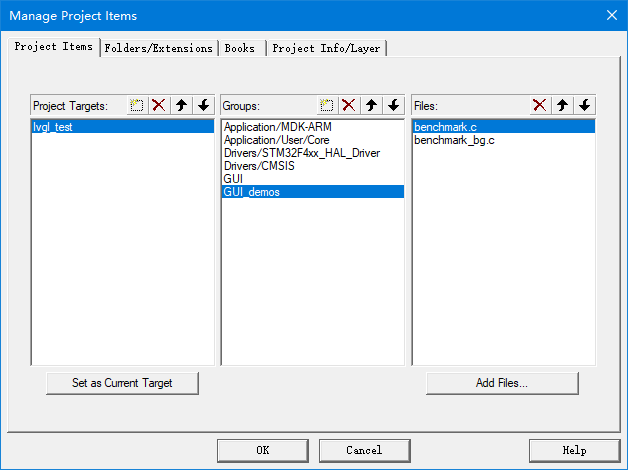 Manage Project Items
Project Items
Folders/Extensions
Books
Project Info/Layer
Project Targets:
lvgl_test
Set as Current Target
Groups:
Application/MDK-ARM
Application/User/Core
Drivers/STM32F4xx_HAL_Driver
Drivers/CMSIS
GUI
GUI_demos
Files:
benchmark.c
benchmark_bg.c
Add Files...
OK
Cancel
Help